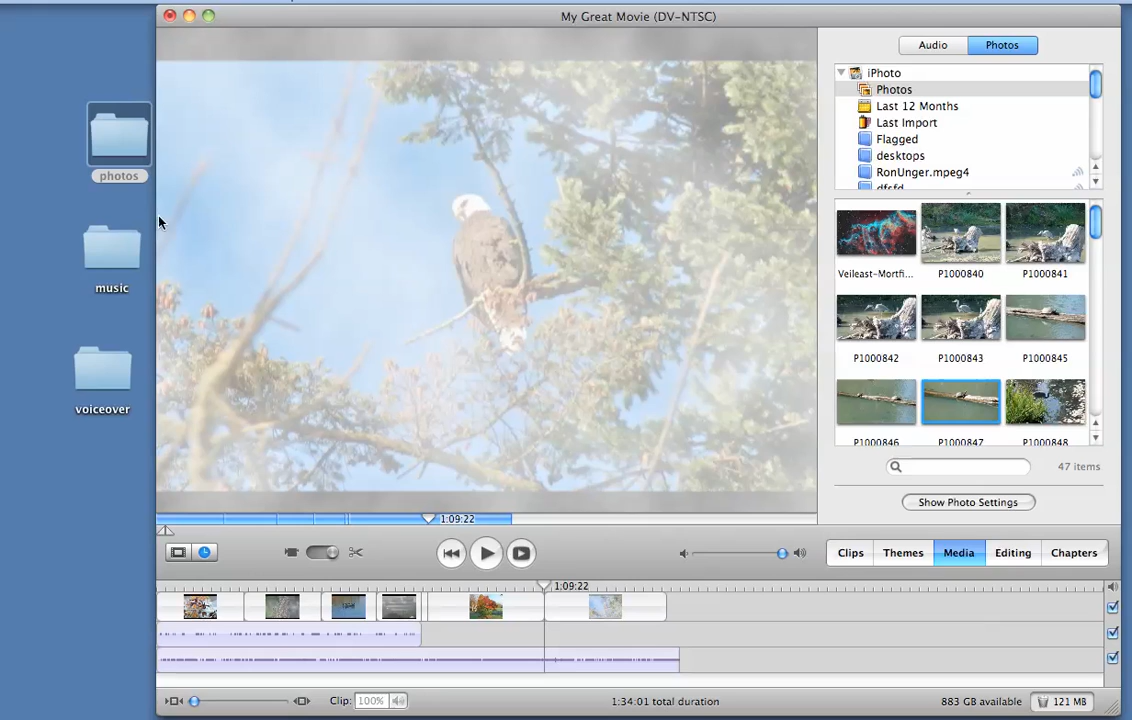 My Great Movie (DV-NTSC)
Audio
Photos
iPhoto
Photos
Last 12 Months
Last Import
Flagged
desktops
RonUnger.mpeg4
dfsfd
photos
music
voiceover
Veileast-Mortfi...
P1000840
P1000841
P1000842
P1000843
P1000845
P1000846
P1000847
P1000848
47 items
Show Photo Settings
1:09:22
Clips
Themes
Media
Editing
Chapters
1:09:22
Clip:
100%
1:34:01 total duration
883 GB available
121 MB